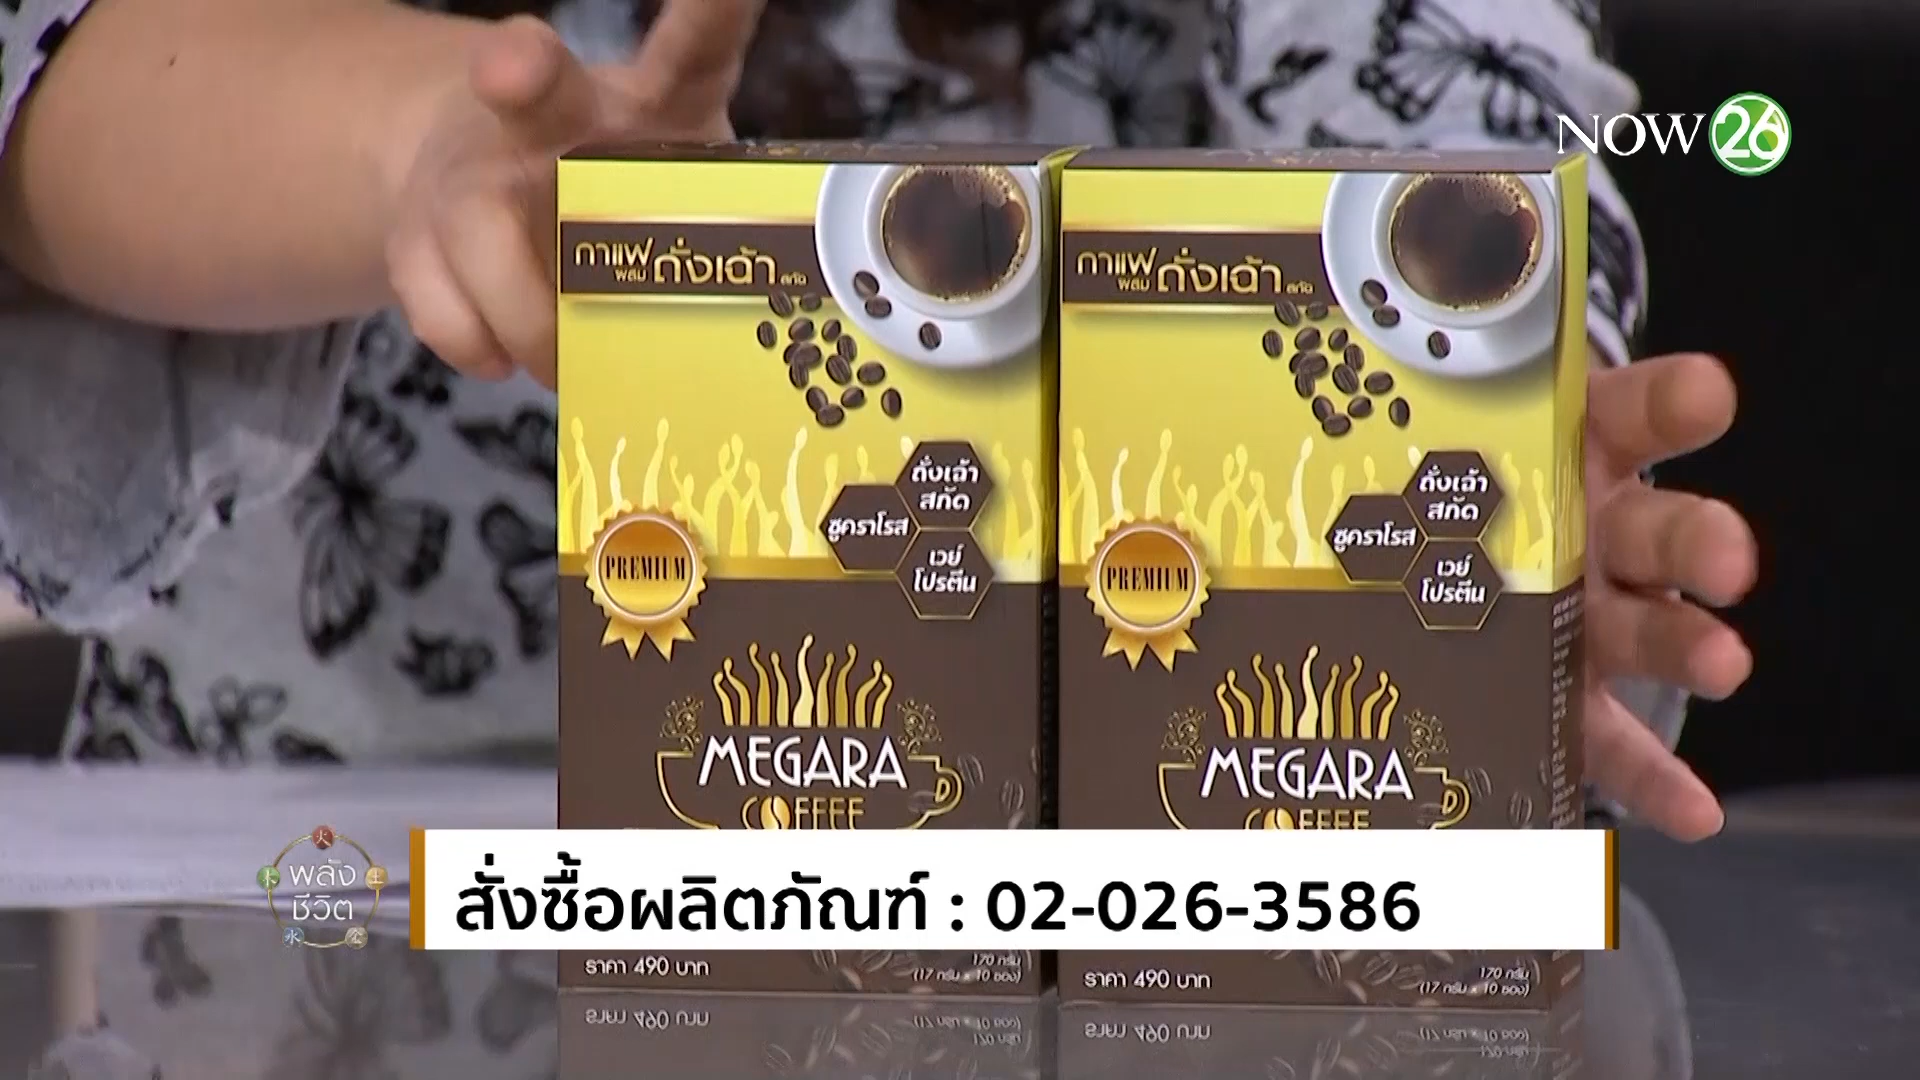 NOW 26
กาแฟ
ผสม ถั่งเฉ้า สกัด
ถั่งเฉ้า
สกัด
ซูคราโรส
เวย์
โปรตีน
PREMIUM
MEGARA
COFFEE
ราคา 490 บาท
170 กรัม
(17 กรัม x 10 ซอง)
กาแฟ
ผสม ถั่งเฉ้า สกัด
ถั่งเฉ้า
สกัด
ซูคราโรส
เวย์
โปรตีน
PREMIUM
MEGARA
COFFEE
ราคา 490 บาท
170 กรัม
(17 กรัม x 10 ซอง)
火
木
土
พลัง
ชีวิต
水
金
สั่งซื้อผลิตภัณฑ์ : 02-026-3586